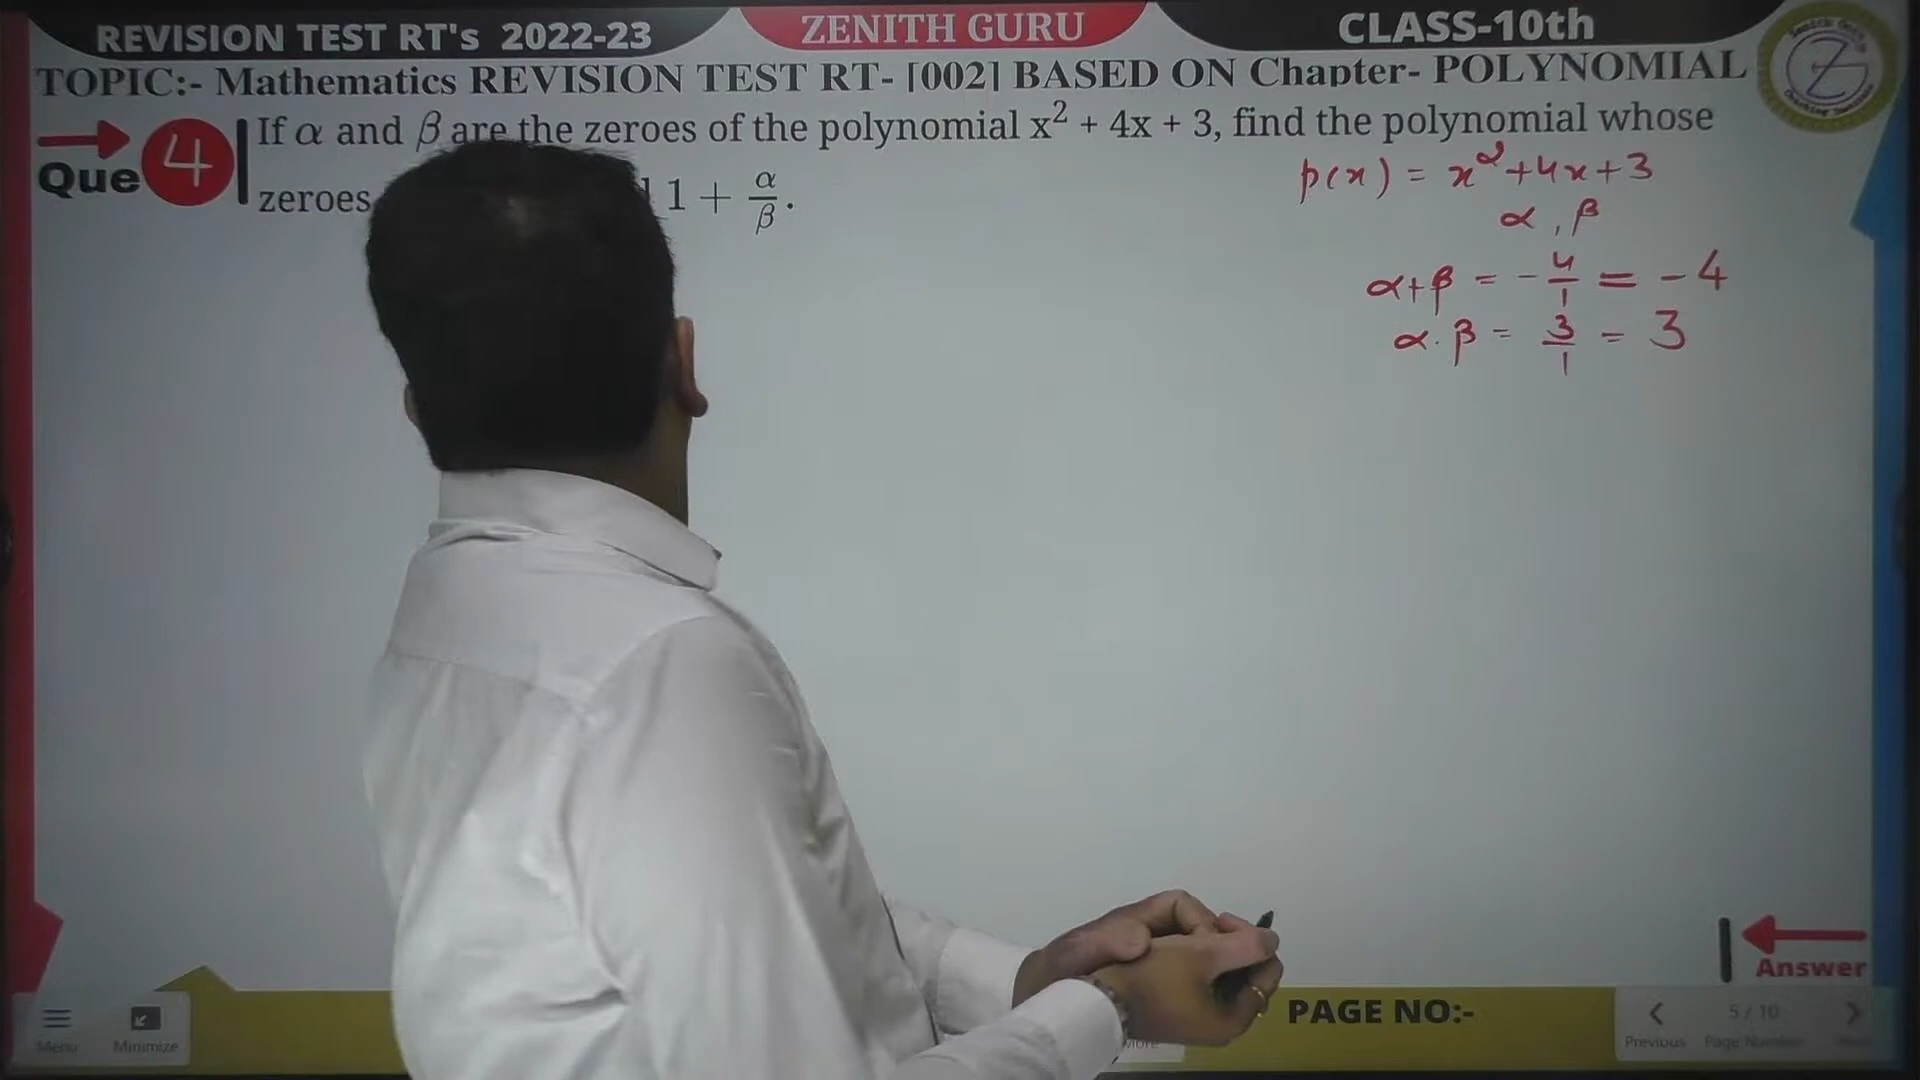 REVISION TEST RT's 2022-23
ZENITH GURU
CLASS-10th
TOPIC:- Mathematics REVISION TEST RT- [002] BASED ON Chapter- POLYNOMIAL
Que 4
If α and β are the zeroes of the polynomial x² + 4x + 3, find the polynomial whose
zeroes 1 + α/β.
p(x) = x² + 4x + 3
α , β
α+β = -4/1 = -4
α.β = 3/1 = 3
Answer
Menu
Minimize
PAGE NO:-
5 / 10
Previous
Page Number